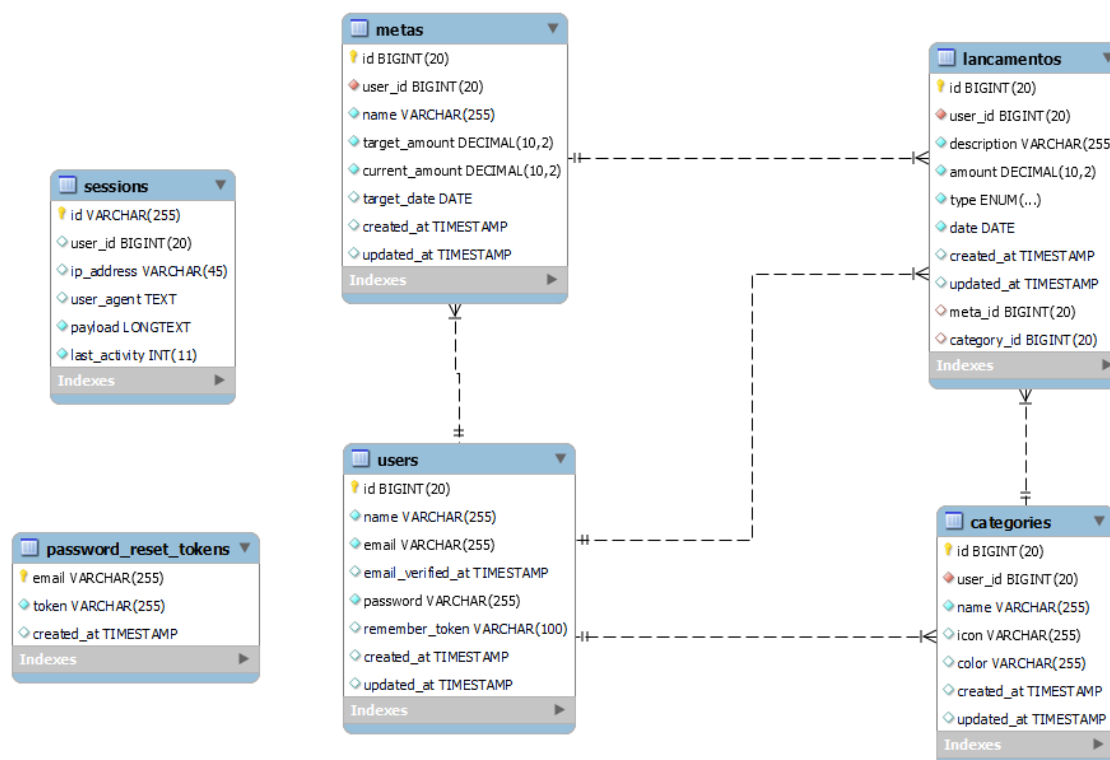 metas
id BIGINT(20)
user_id BIGINT(20)
name VARCHAR(255)
target_amount DECIMAL(10,2)
current_amount DECIMAL(10,2)
target_date DATE
created_at TIMESTAMP
updated_at TIMESTAMP
Indexes
lancamentos
id BIGINT(20)
user_id BIGINT(20)
description VARCHAR(255
amount DECIMAL(10,2)
type ENUM(...)
date DATE
created_at TIMESTAMP
updated_at TIMESTAMP
meta_id BIGINT(20)
category_id BIGINT(20)
Indexes
sessions
id VARCHAR(255)
user_id BIGINT(20)
ip_address VARCHAR(45)
user_agent TEXT
payload LONGTEXT
last_activity INT(11)
Indexes
users
id BIGINT(20)
name VARCHAR(255)
email VARCHAR(255)
email_verified_at TIMESTAMP
password VARCHAR(255)
remember_token VARCHAR(100)
created_at TIMESTAMP
updated_at TIMESTAMP
Indexes
password_reset_tokens
email VARCHAR(255)
token VARCHAR(255)
created_at TIMESTAMP
Indexes
categories
id BIGINT(20)
user_id BIGINT(20)
name VARCHAR(255)
icon VARCHAR(255)
color VARCHAR(255)
created_at TIMESTAMP
updated_at TIMESTAMP
Indexes